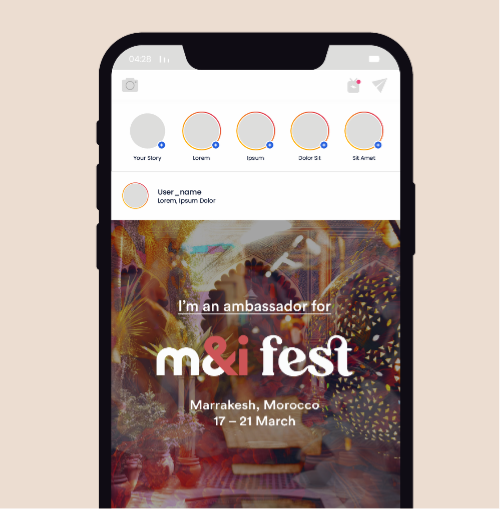 04:26
Your Story
Lorem
Ipsum
Dolor Sit
Sit Amet
User_name
Lorem, Ipsum Dolor
I'm an ambassador for
m&i fest
Marrakesh, Morocco
17 – 21 March